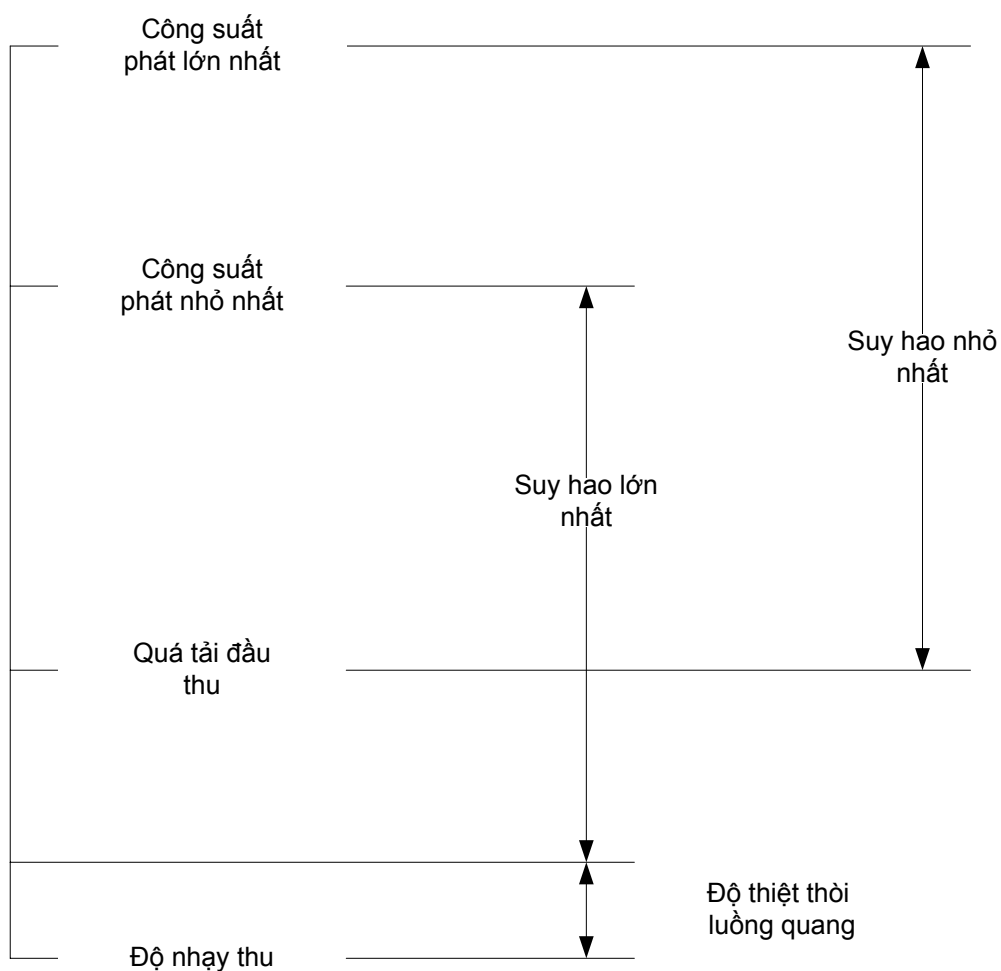 Công suất
phát lớn nhất
Công suất
phát nhỏ nhất
Suy hao nhỏ
nhất
Suy hao lớn
nhất
Quá tải đầu
thu
Độ thiệt thòi
luồng quang
Độ nhạy thu